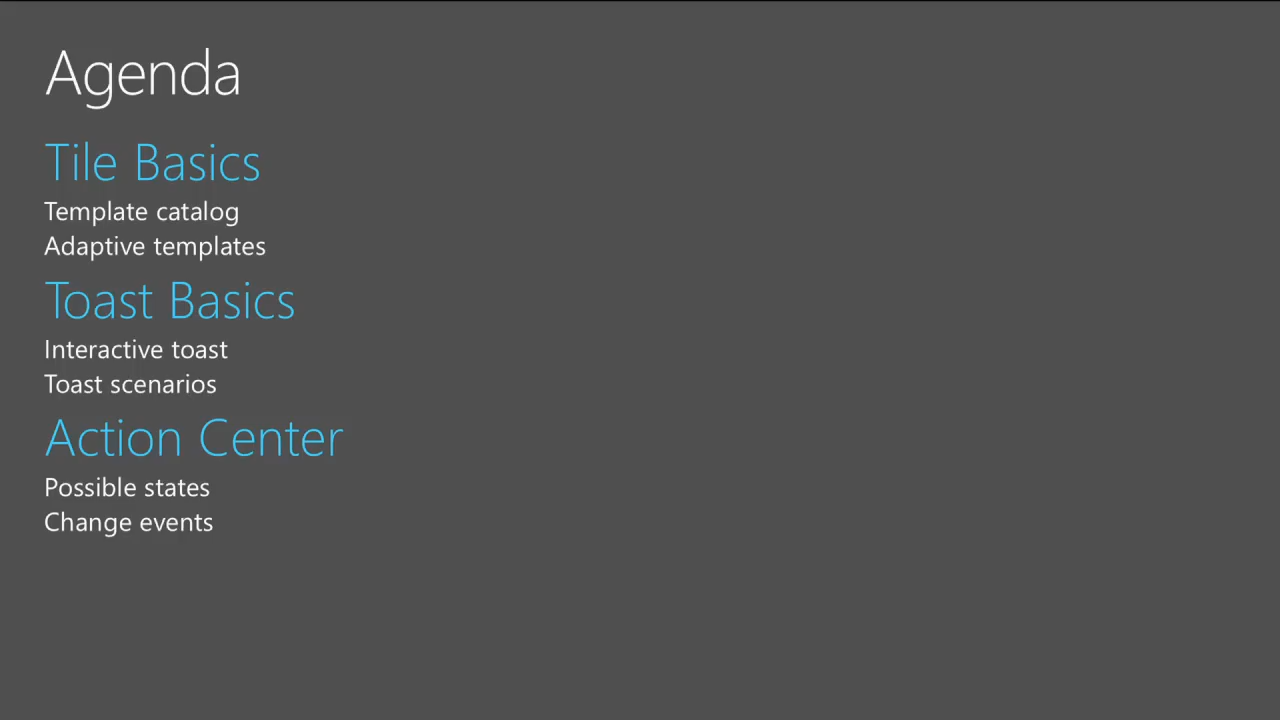 Agenda
Tile Basics
Template catalog
Adaptive templates
Toast Basics
Interactive toast
Toast scenarios
Action Center
Possible states
Change events